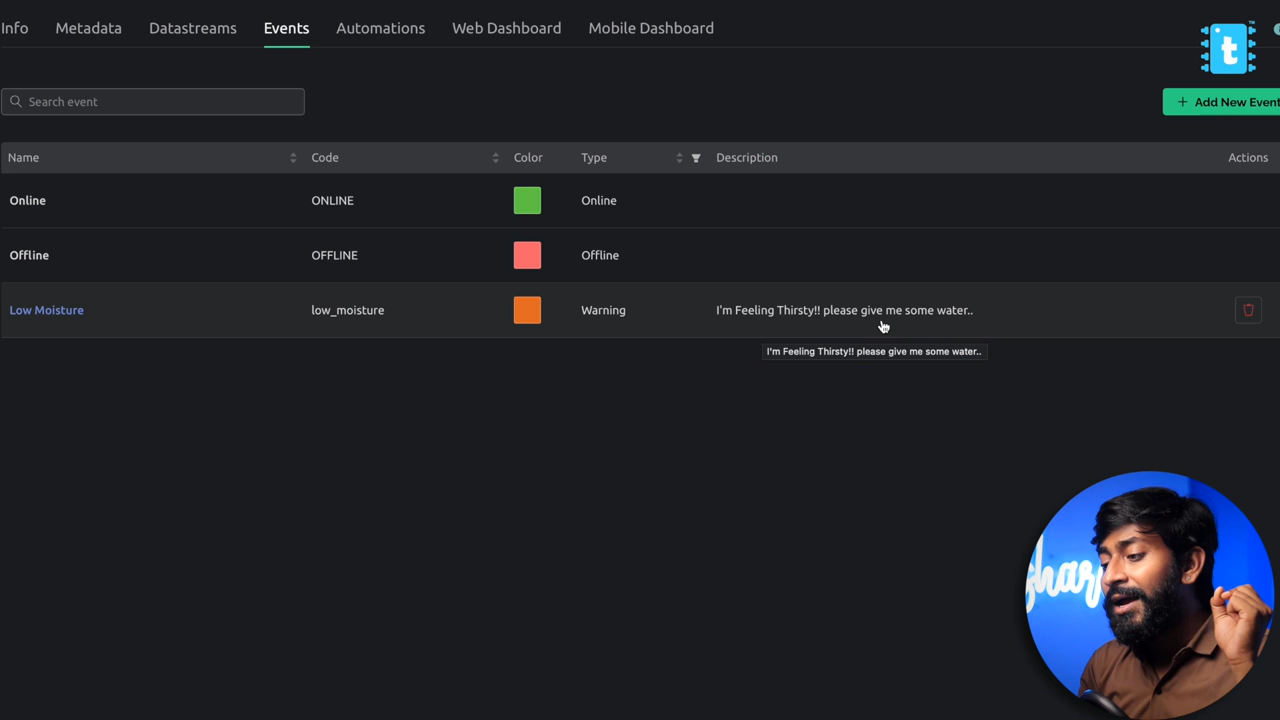 Info Metadata Datastreams Events Automations Web Dashboard Mobile Dashboard
t
TM
Search event
+ Add New Event
Name Code Color Type Description Actions
Online ONLINE Online
Offline OFFLINE Offline
Low Moisture low_moisture Warning I'm Feeling Thirsty!! please give me some water..
I'm Feeling Thirsty!! please give me some water..